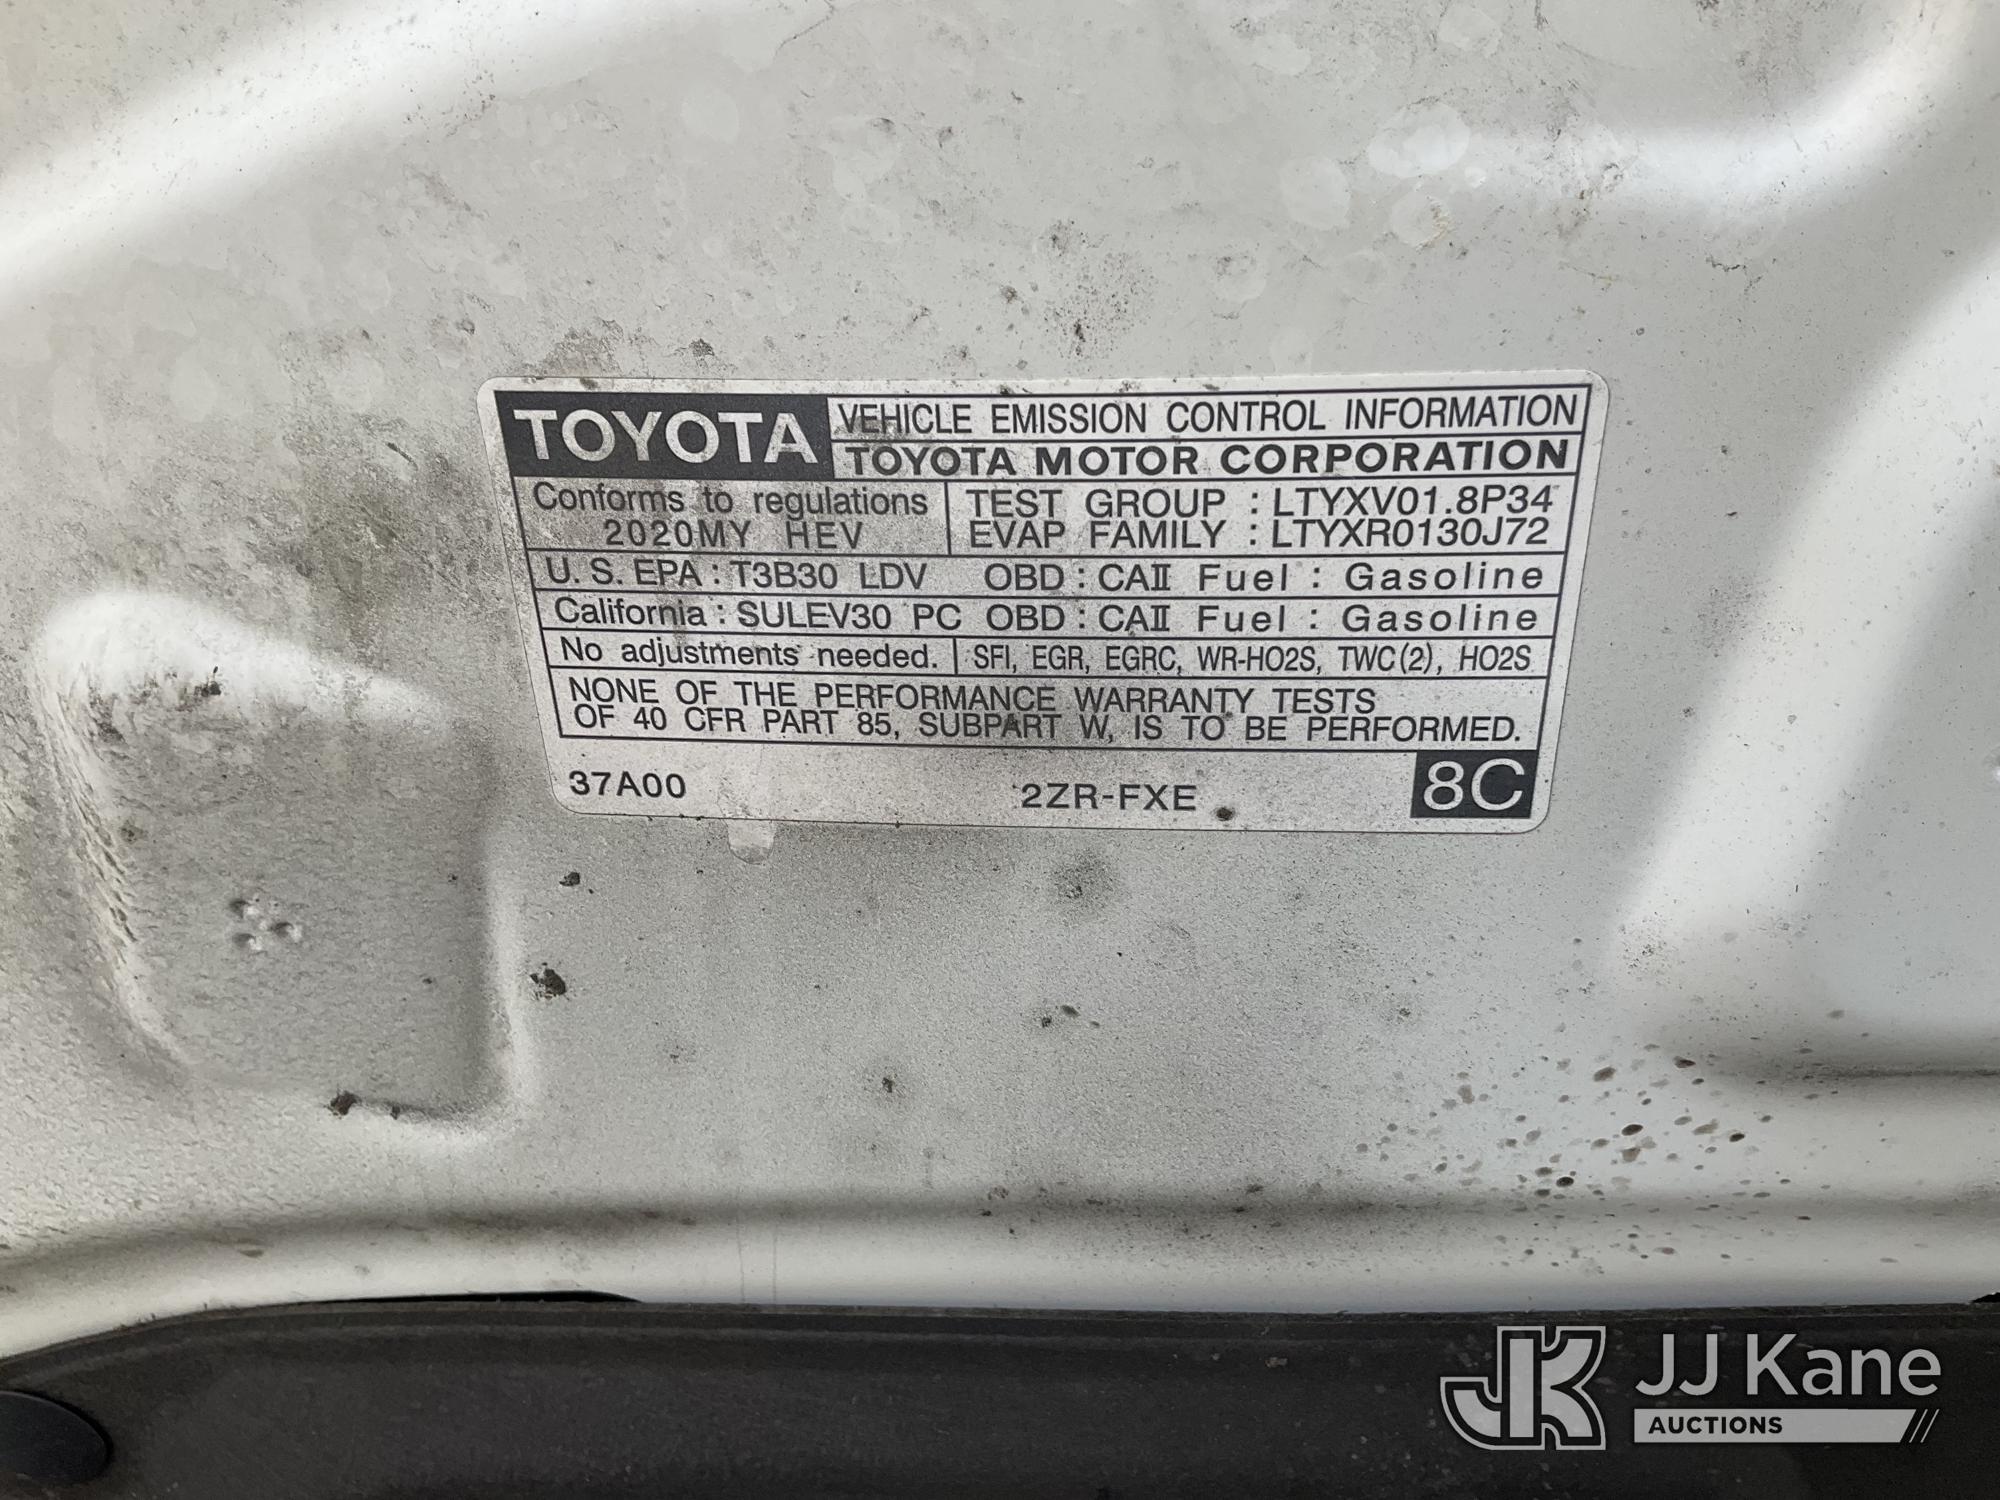 TOYOTA VEHICLE EMISSION CONTROL INFORMATION
TOYOTA MOTOR CORPORATION
Conforms to regulations
2020MY HEV
TEST GROUP : LTYXV01.8P34
EVAP FAMILY : LTYXR0130J72
U. S. EPA : T3B30 LDV OBD : CAII Fuel : Gasoline
California : SULEV30 PC OBD : CAII Fuel : Gasoline
No adjustments needed. SFI, EGR, EGRC, WR-HO2S, TWC(2), HO2S
NONE OF THE PERFORMANCE WARRANTY TESTS
OF 40 CFR PART 85, SUBPART W, IS TO BE PERFORMED.
37A00 2ZR-FXE 8C
JK JJ Kane
AUCTIONS